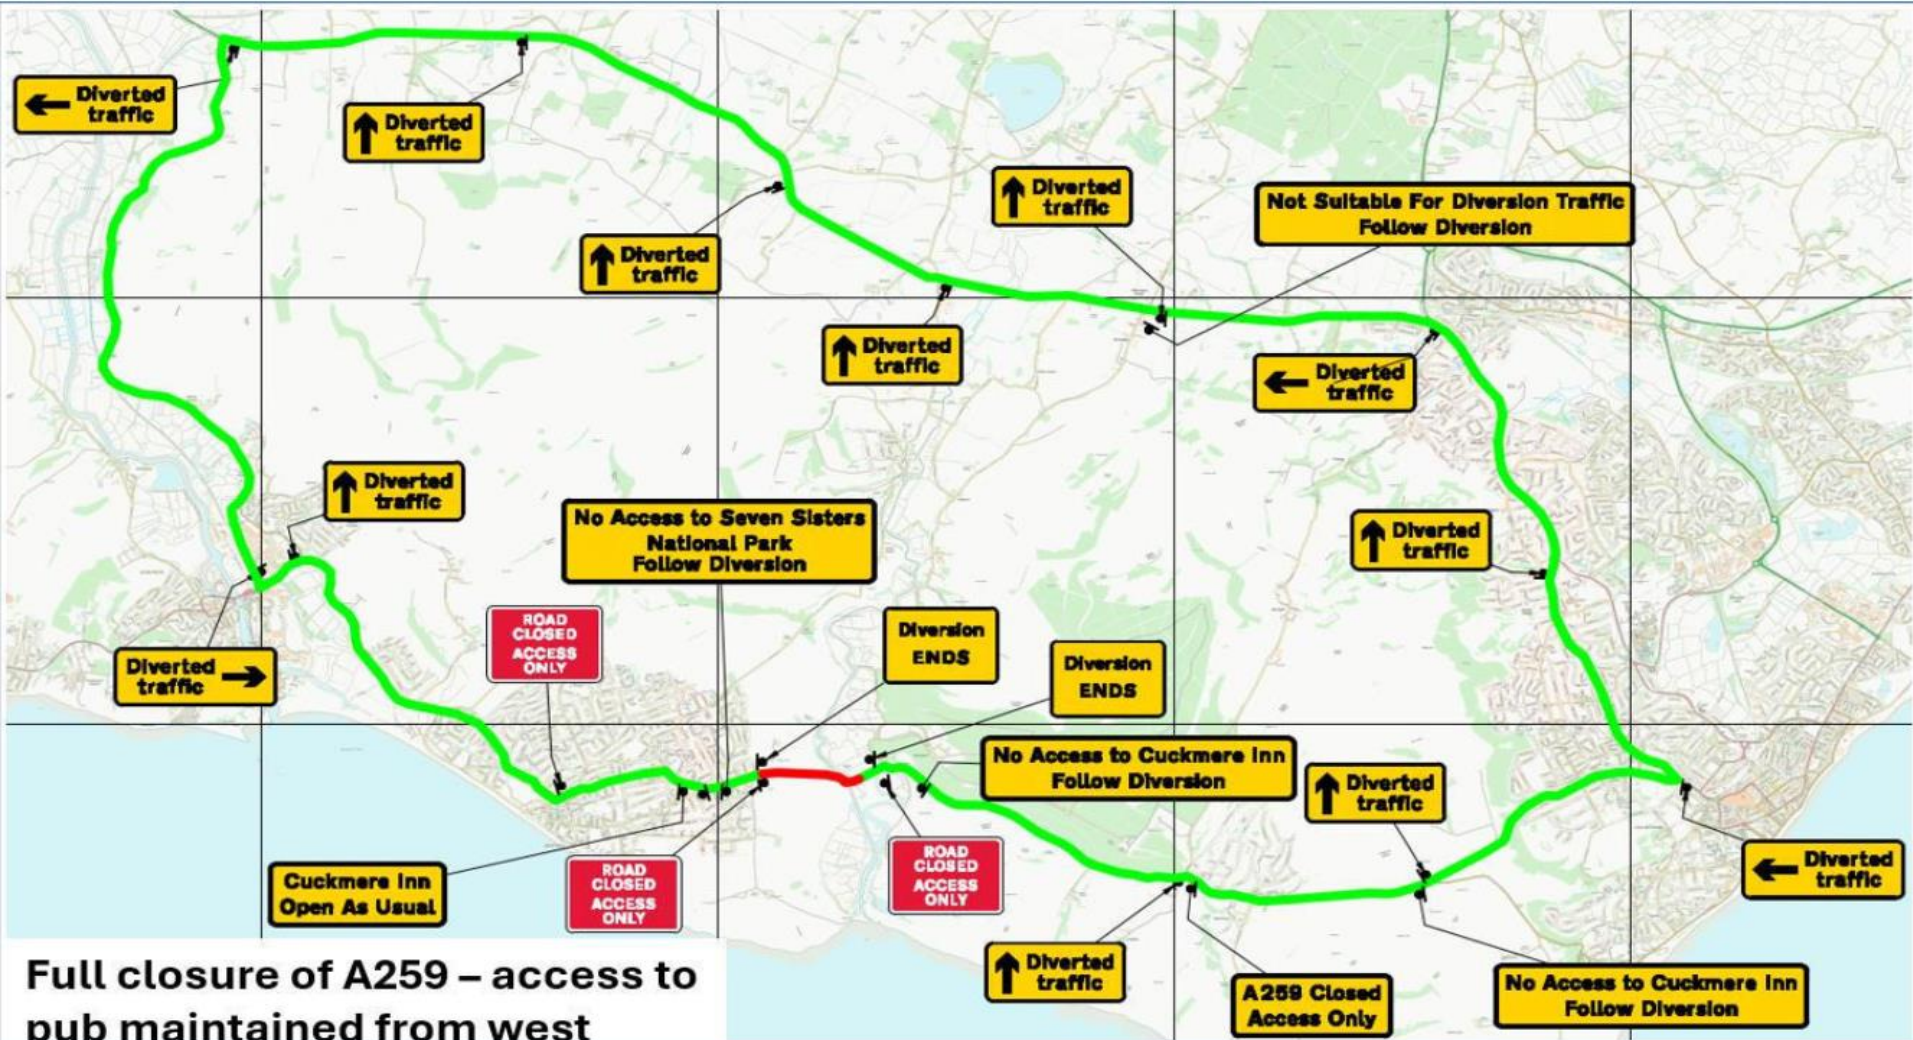 Diverted
traffic
Diverted
traffic
Diverted
traffic
Diverted
traffic
Not Suitable For Diversion Traffic
Follow Diversion
Diverted
traffic
Diverted
traffic
Diverted
traffic
No Access to Seven Sisters
National Park
Follow Diversion
Diverted
traffic
ROAD
CLOSED
ACCESS
ONLY
Diversion
ENDS
Diversion
ENDS
Diverted
traffic
No Access to Cuckmere Inn
Follow Diversion
Diverted
traffic
Cuckmere Inn
Open As Usual
ROAD
CLOSED
ACCESS
ONLY
ROAD
CLOSED
ACCESS
ONLY
Diverted
traffic
Diverted
traffic
A259 Closed
Access Only
No Access to Cuckmere Inn
Follow Diversion
Full closure of A259 – access to
pub maintained from west